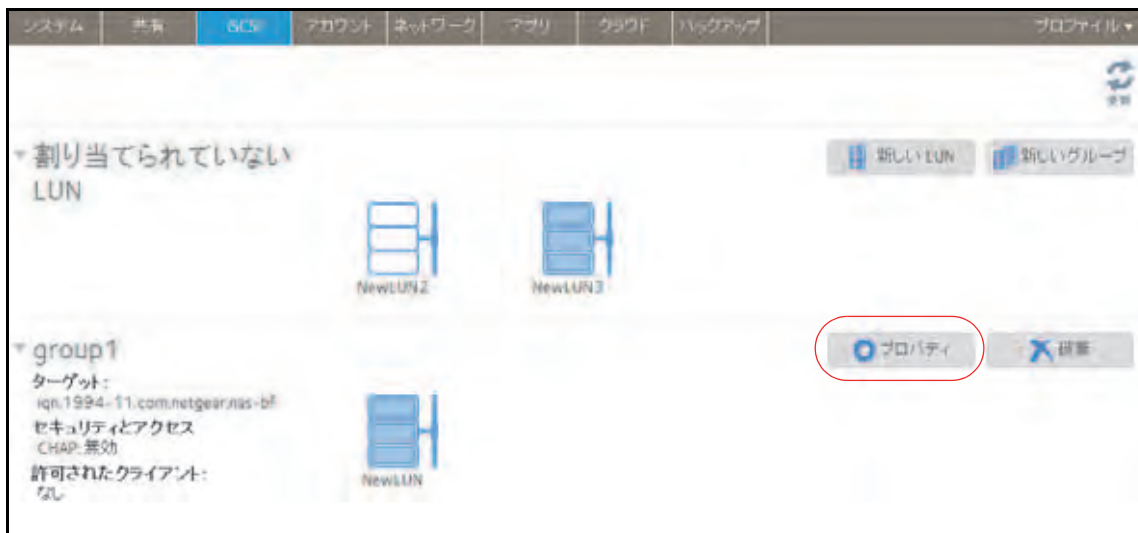 システム 共有 iSCSI アカウント ネットワーク アプリ クラウド バックアップ プロファイル
更新
割り当てられていない
LUN
新しい LUN 新しいグループ
NewLUN2 NewLUN3
group1
プロパティ 破棄
ターゲット:
iqn.1994-11.com.netgear:nas-bf
セキュリティとアクセス
CHAP: 無効
許可されたクライアント:
なし
NewLUN